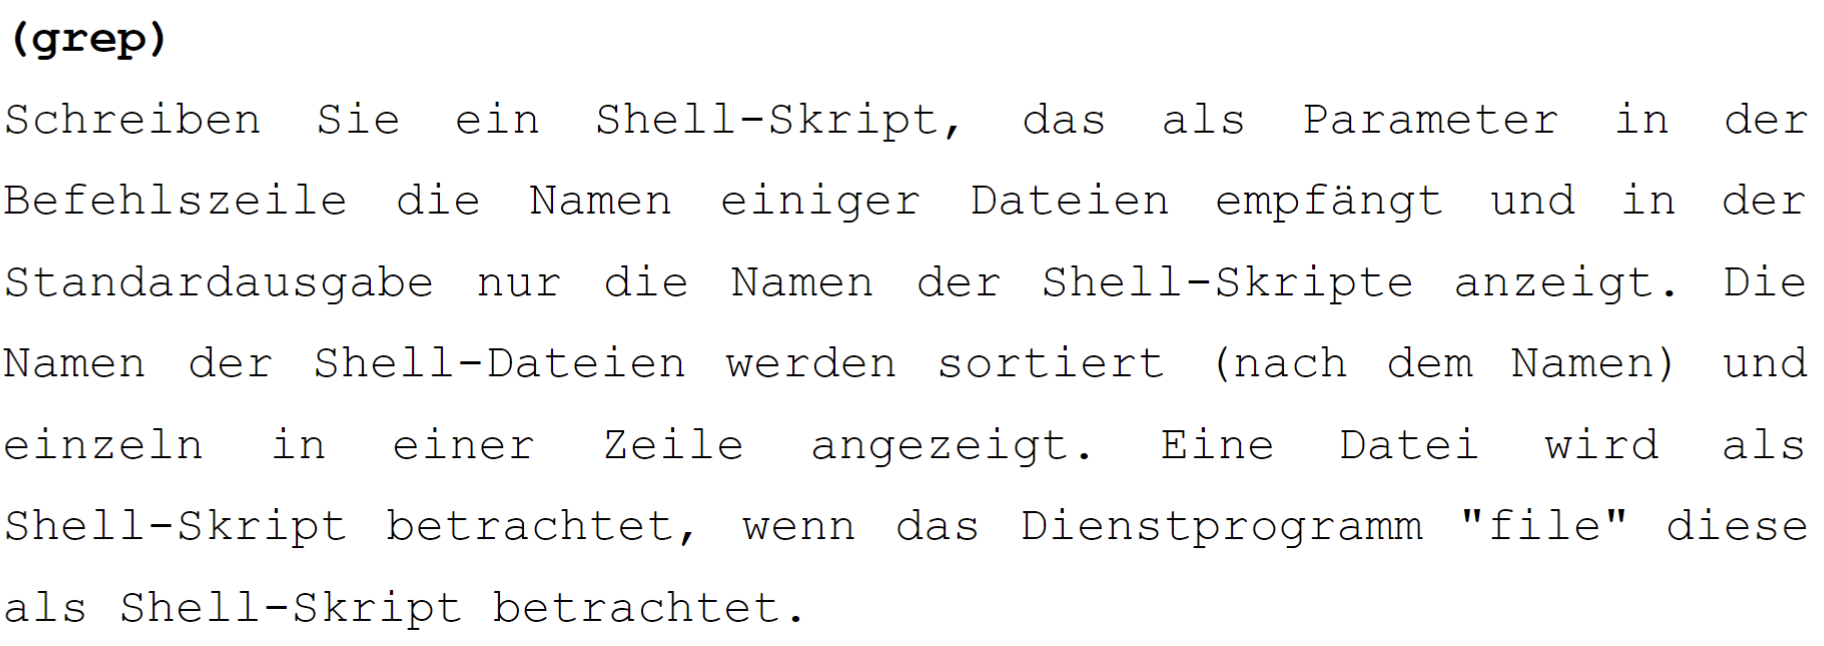 (grep)
Schreiben Sie ein Shell-Skript, das als Parameter in der
Befehlszeile die Namen einiger Dateien empfängt und in der
Standardausgabe nur die Namen der Shell-Skripte anzeigt. Die
Namen der Shell-Dateien werden sortiert (nach dem Namen) und
einzeln in einer Zeile angezeigt. Eine Datei wird als
Shell-Skript betrachtet, wenn das Dienstprogramm "file" diese
als Shell-Skript betrachtet.